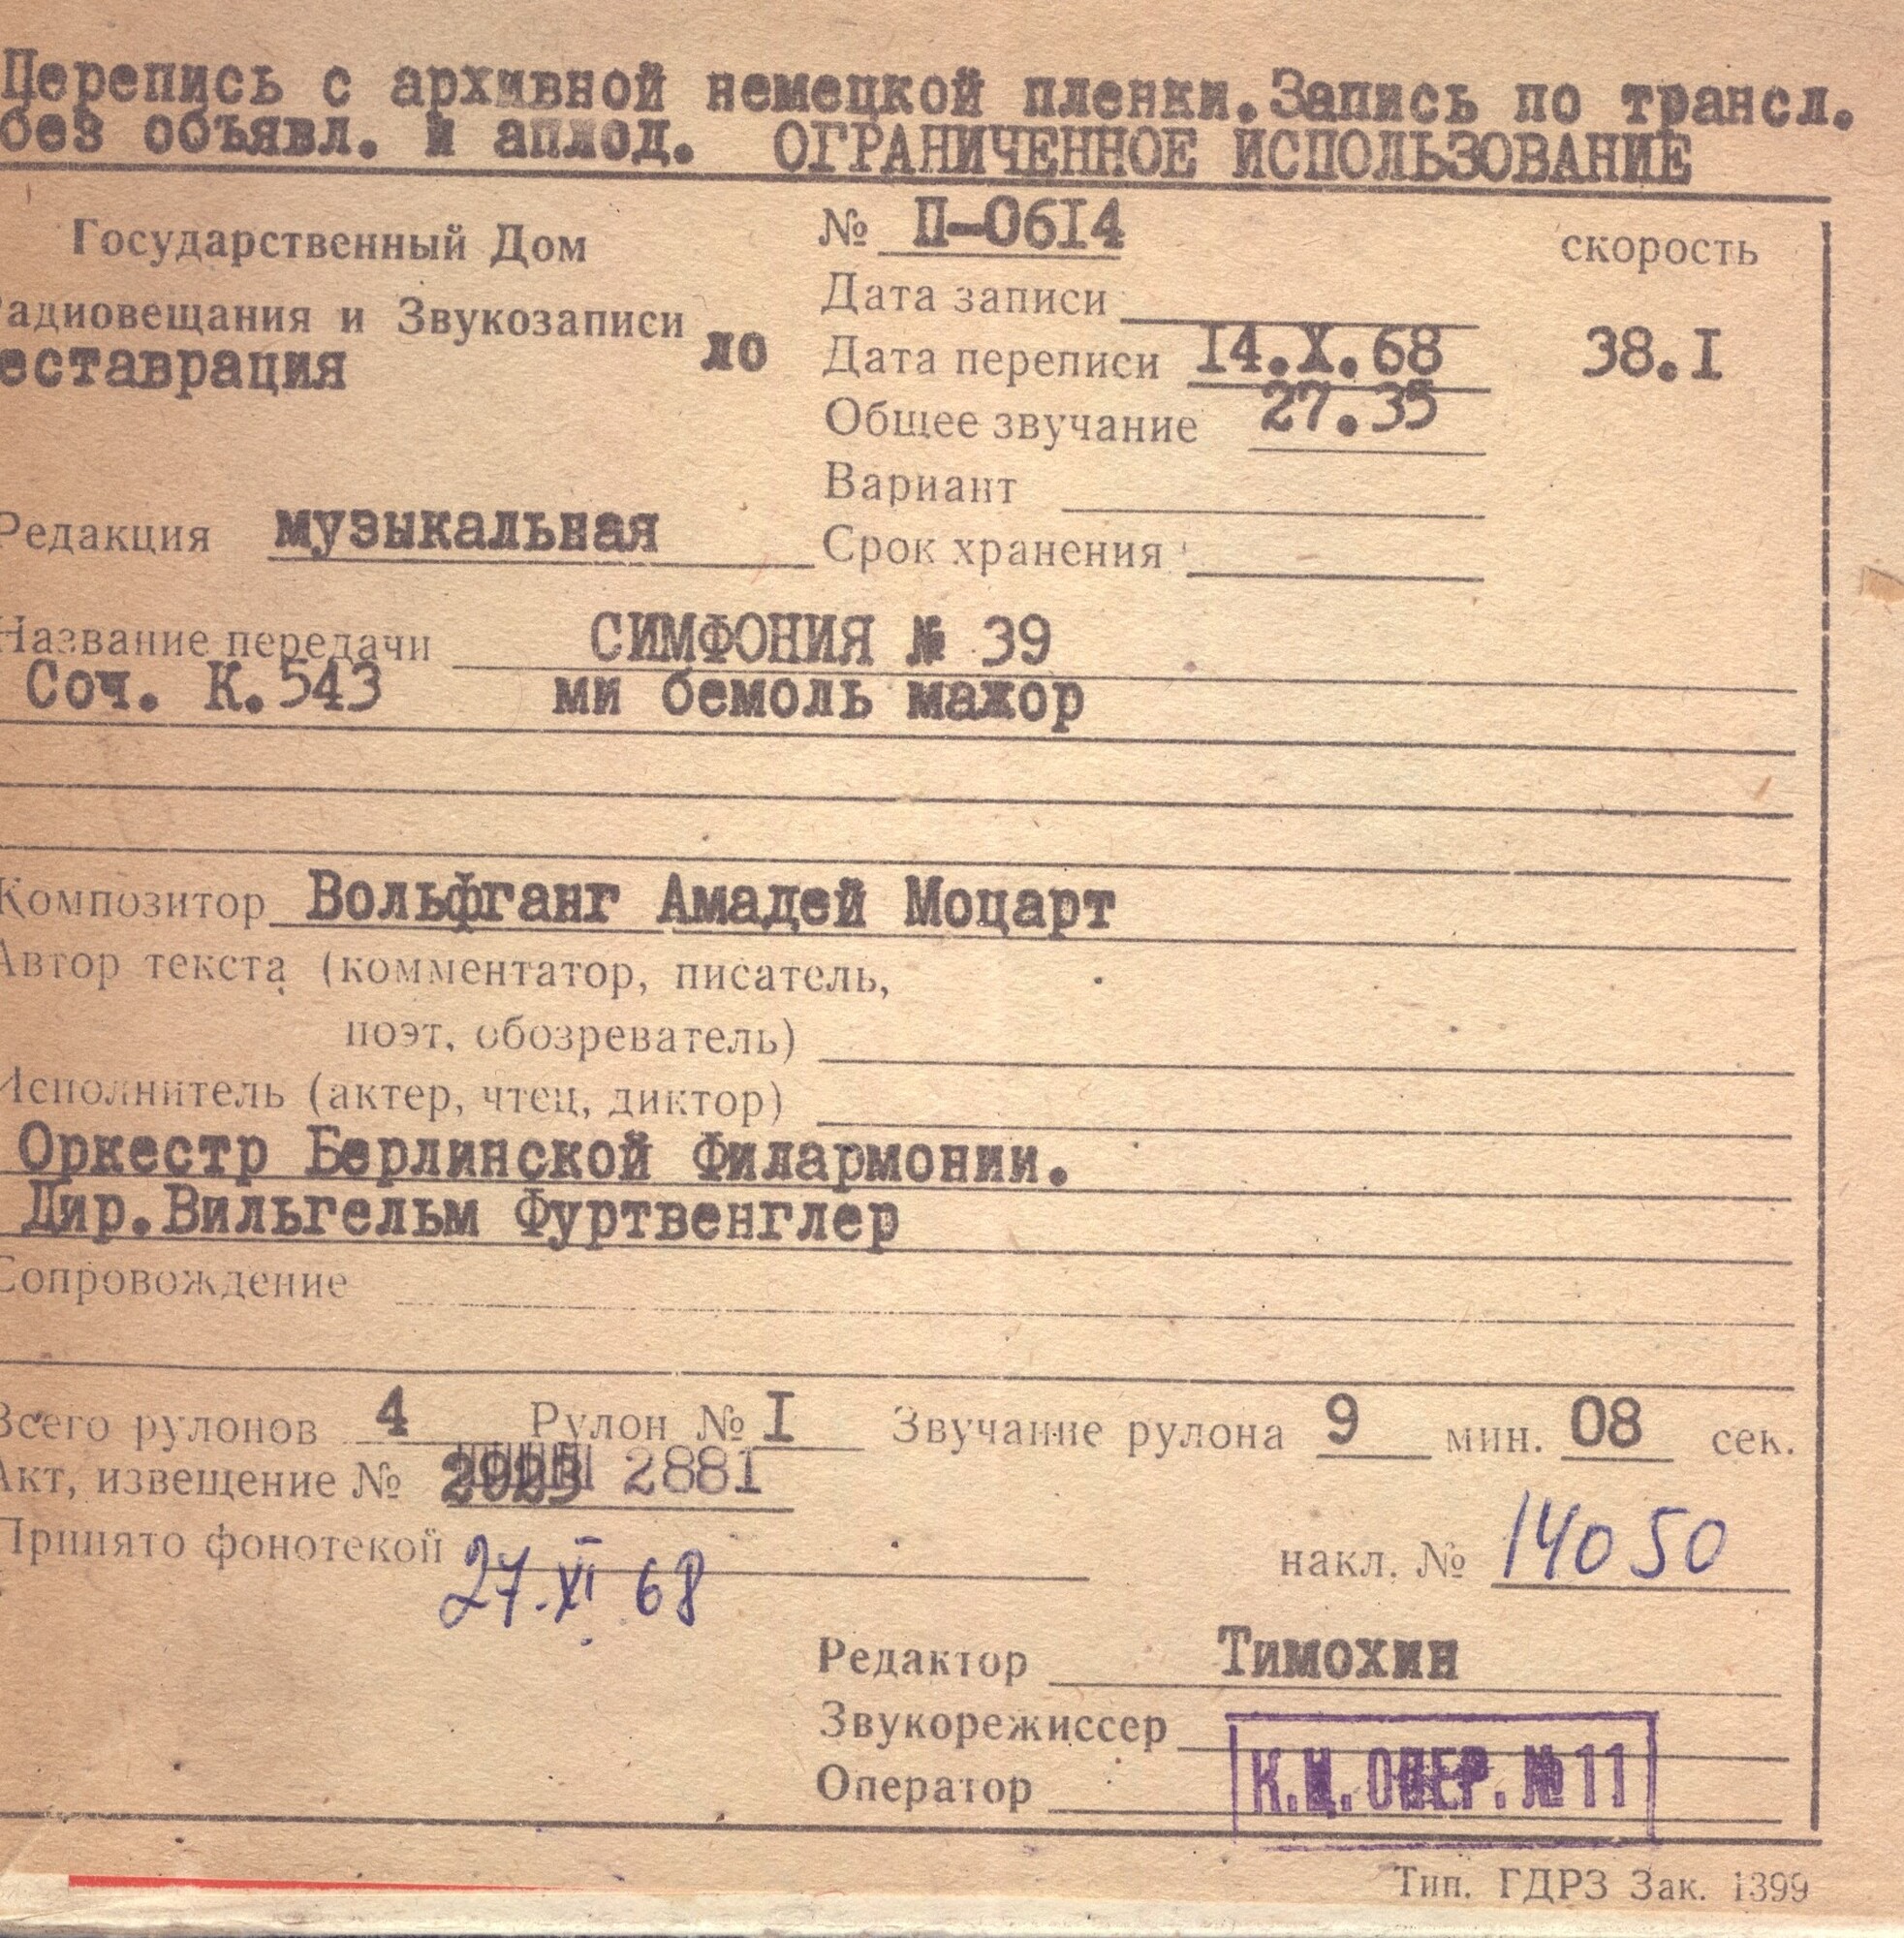 Перепись с архивной немецкой пленки. Запись по трансл.
без объявл. и аплод. ОГРАНИЧЕННОЕ ИСПОЛЬЗОВАНИЕ
Государственный Дом № П-0614 скорость
адиовещания и Звукозаписи ло Дата записи
еставрация Дата переписи 14.X.68 38.I
Общее звучание 27.35
Вариант
Редакция музыкальная Срок хранения
Название передачи СИМФОНИЯ № 39
Соч. К.543 ми бемоль мажор
Композитор Вольфганг Амадей Моцарт
Автор текста (комментатор, писатель,
поэт, обозреватель)
Исполнитель (актер, чтец, диктор)
Оркестр Берлинской Филармонии.
Дир. Вильгельм Фуртвенглер
Сопровождение
Всего рулонов 4 Рулон № I Звучание рулона 9 мин. 08 сек.
Акт, извещение № 2881
Принято фонотекой 27.XI 68 накл. № 14050
Редактор Тимохин
Звукорежиссер
Оператор К.Ц. ОПЕР. № 11
Тип. ГДРЗ Зак. 1399